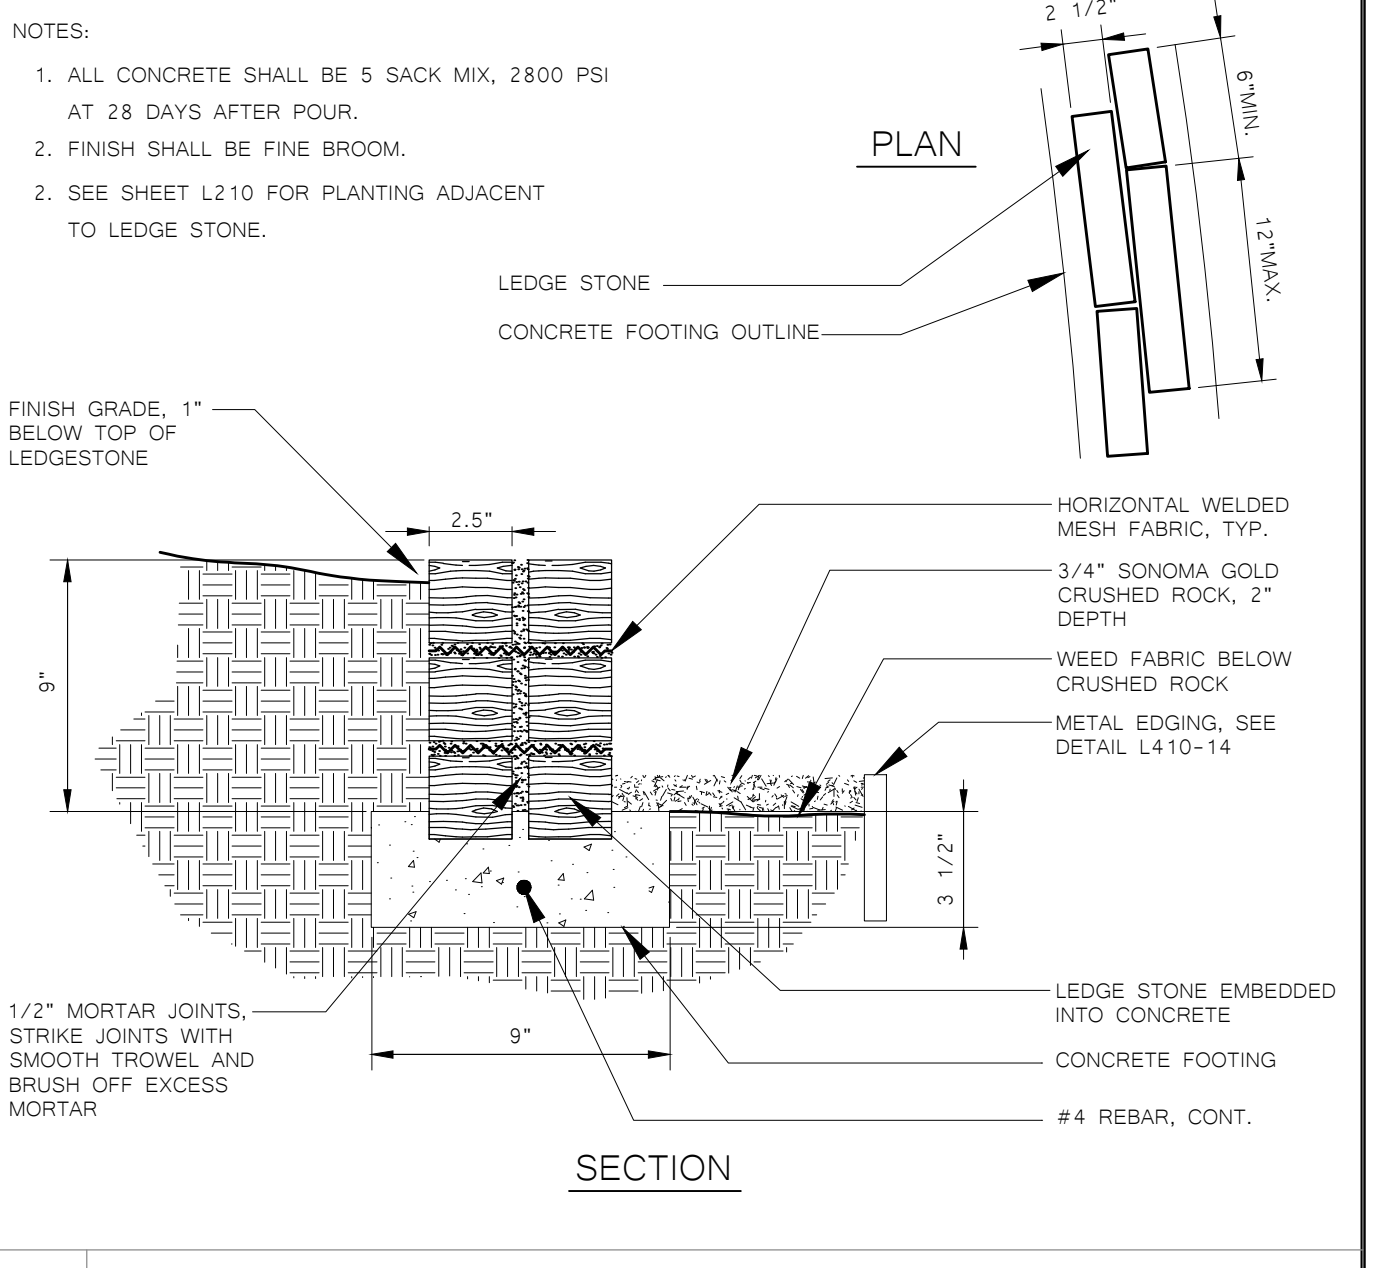 NOTES:
1. ALL CONCRETE SHALL BE 5 SACK MIX, 2800 PSI
AT 28 DAYS AFTER POUR.
2. FINISH SHALL BE FINE BROOM.
2. SEE SHEET L210 FOR PLANTING ADJACENT
TO LEDGE STONE.
2 1/2"
6"MIN.
12"MAX.
PLAN
LEDGE STONE
CONCRETE FOOTING OUTLINE
FINISH GRADE, 1"
BELOW TOP OF
LEDGESTONE
2.5"
9"
HORIZONTAL WELDED
MESH FABRIC, TYP.
3/4" SONOMA GOLD
CRUSHED ROCK, 2"
DEPTH
WEED FABRIC BELOW
CRUSHED ROCK
METAL EDGING, SEE
DETAIL L410-14
3 1/2"
1/2" MORTAR JOINTS,
STRIKE JOINTS WITH
SMOOTH TROWEL AND
BRUSH OFF EXCESS
MORTAR
9"
LEDGE STONE EMBEDDED
INTO CONCRETE
CONCRETE FOOTING
#4 REBAR, CONT.
SECTION